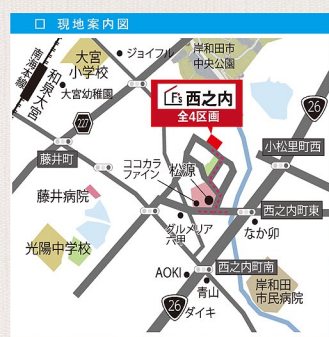 □ 現地案内図
大宮
小学校
ジョイフル
岸和田市
中央公園
南海本線
和泉大宮
大宮幼稚園
F's 西之内
全4区画
227
藤井町
ココカラ
ファイン
松源
小松里町西
藤井病院
西之内町東
ダルメリア
六甲
なか卯
光陽中学校
AOKI
西之内町南
青山
岸和田
市民病院
26
ダイキ
26